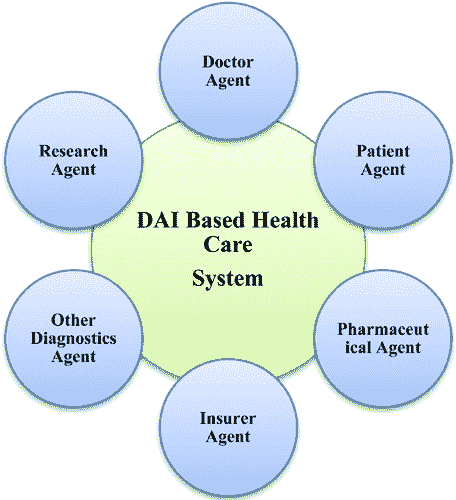 Doctor
Agent
Research
Agent
Patient
Agent
DAI Based Health
Care
System
Other
Diagnostics
Agent
Pharmaceut
ical Agent
Insurer
Agent